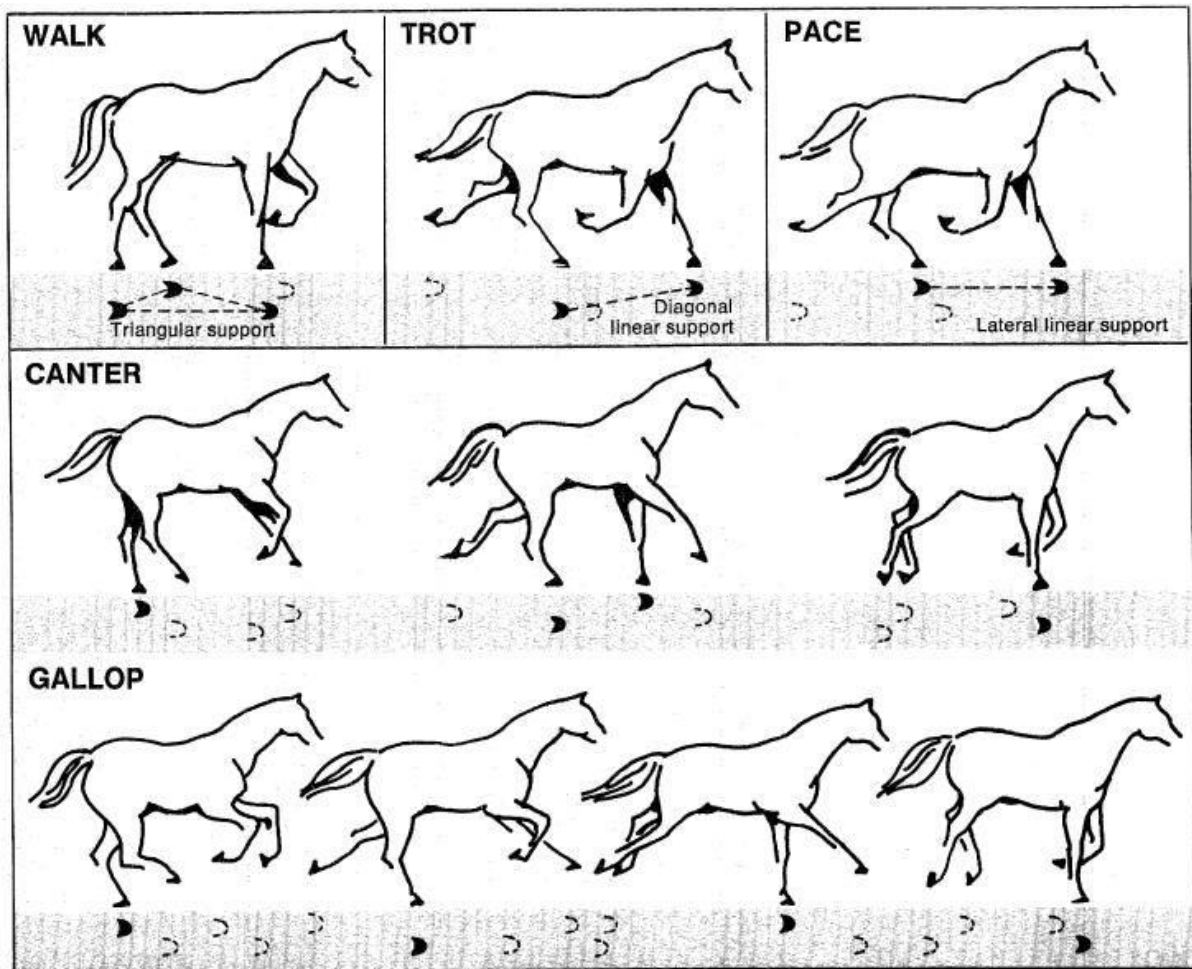 WALK
TROT
PACE
Triangular support
Diagonal
linear support
Lateral linear support
CANTER
GALLOP